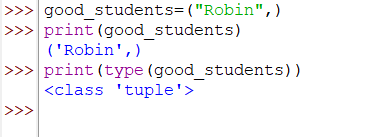 >>> good_students=("Robin",)
>>> print(good_students)
('Robin',)
>>> print(type(good_students))
<class 'tuple'>
>>>